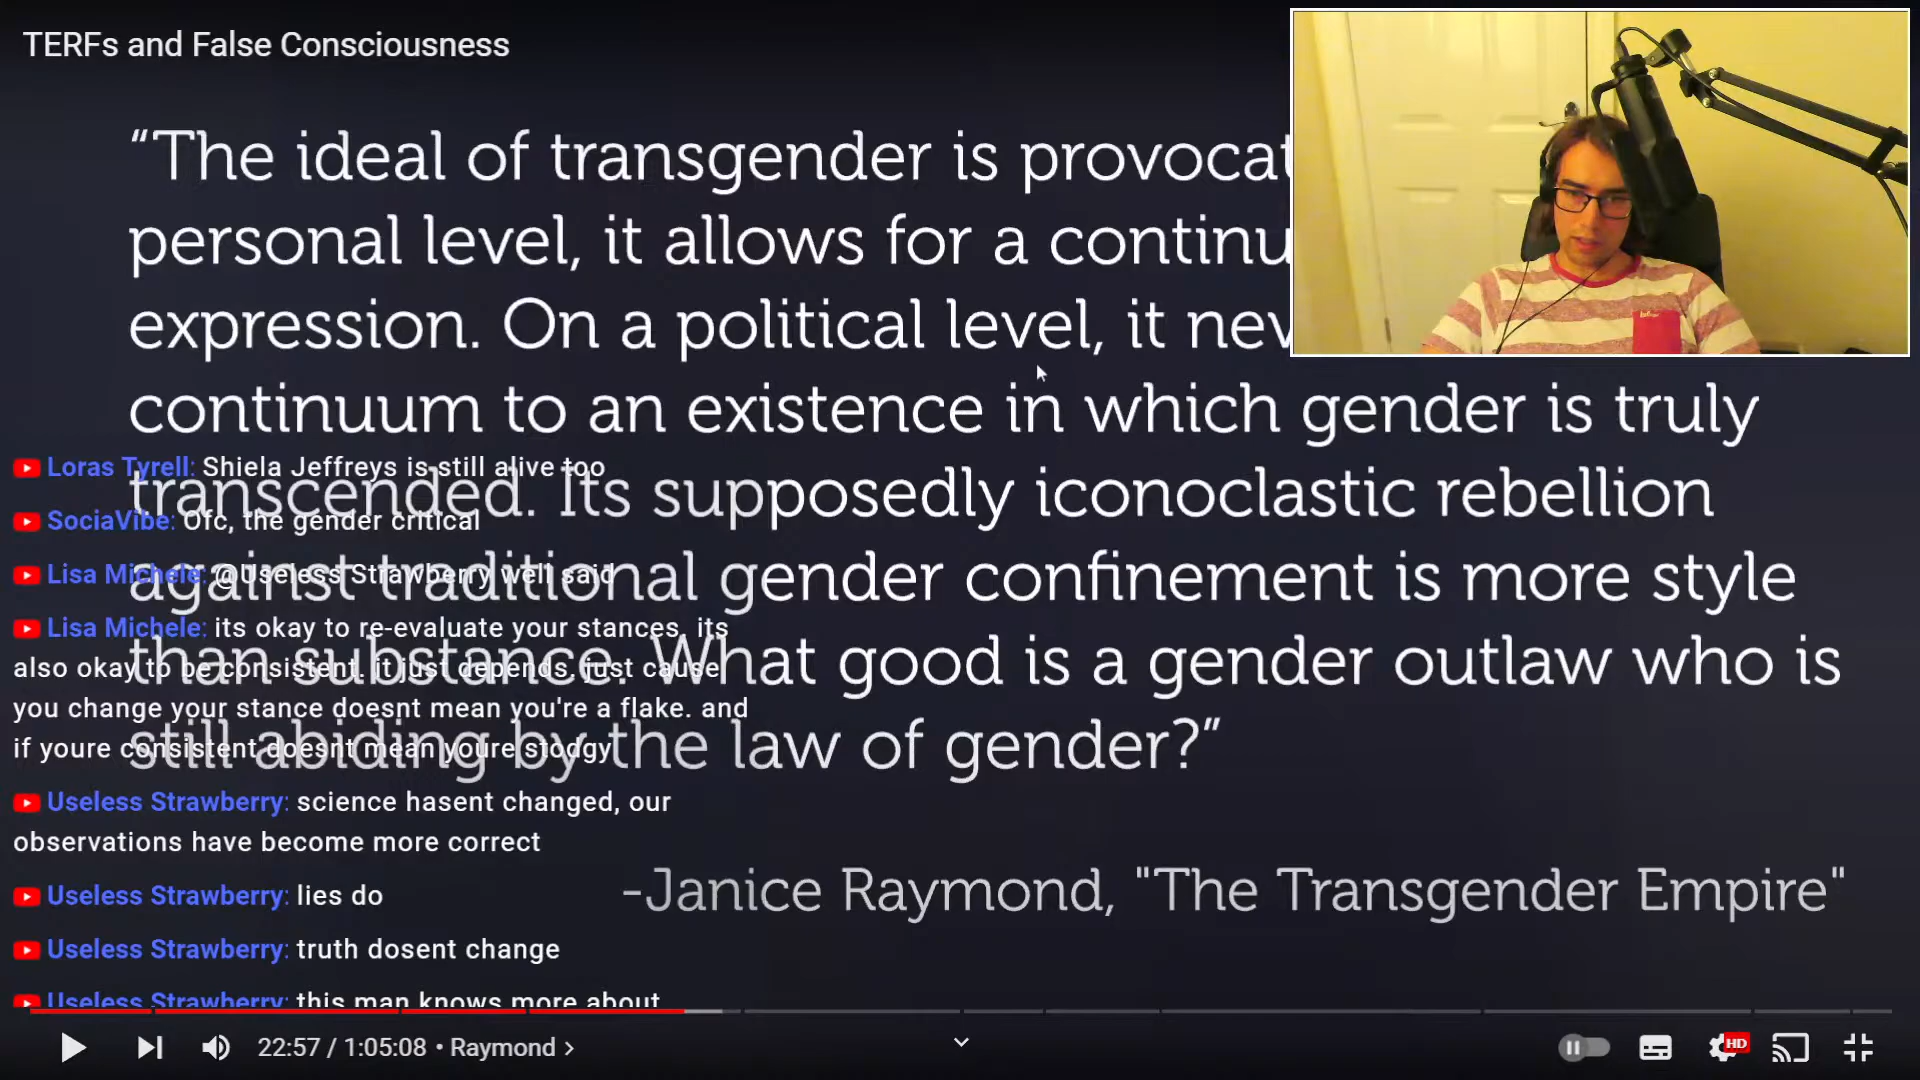 TERFs and False Consciousness
“The ideal of transgender is provocat
personal level, it allows for a continu
expression. On a political level, it nev
continuum to an existence in which gender is truly
transcended. Its supposedly iconoclastic rebellion
against traditional gender confinement is more style
than substance. What good is a gender outlaw who is
still abiding by the law of gender?”
-Janice Raymond, "The Transgender Empire"
Loras Tyrell: Shiela Jeffreys is still alive too
SociaVibe: Ofc, the gender critical
Lisa Michele: @Useless Strawberry well said
Lisa Michele: its okay to re-evaluate your stances, its
also okay to be consistent. it just depends. just cause
you change your stance doesnt mean you're a flake. and
if youre consistent doesnt mean youre stodgy
Useless Strawberry: science hasent changed, our
observations have become more correct
Useless Strawberry: lies do
Useless Strawberry: truth dosent change
Useless Strawberry: this man knows more about
22:57 / 1:05:08 • Raymond ›
HD